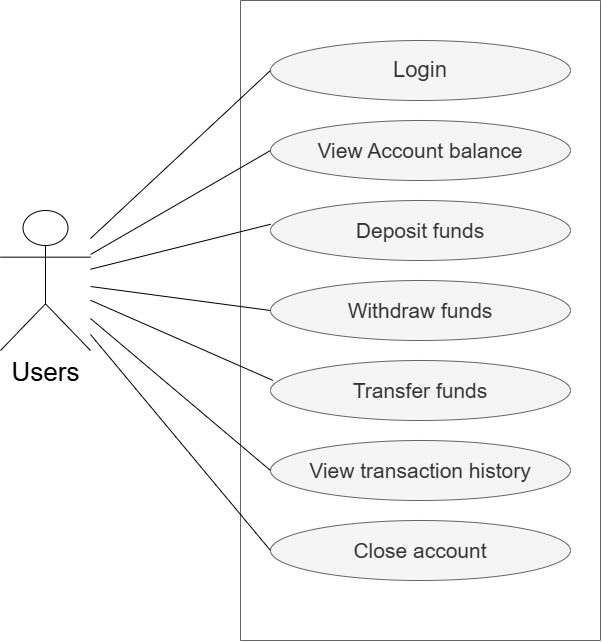 Login
View Account balance
Deposit funds
Withdraw funds
Users
Transfer funds
View transaction history
Close account